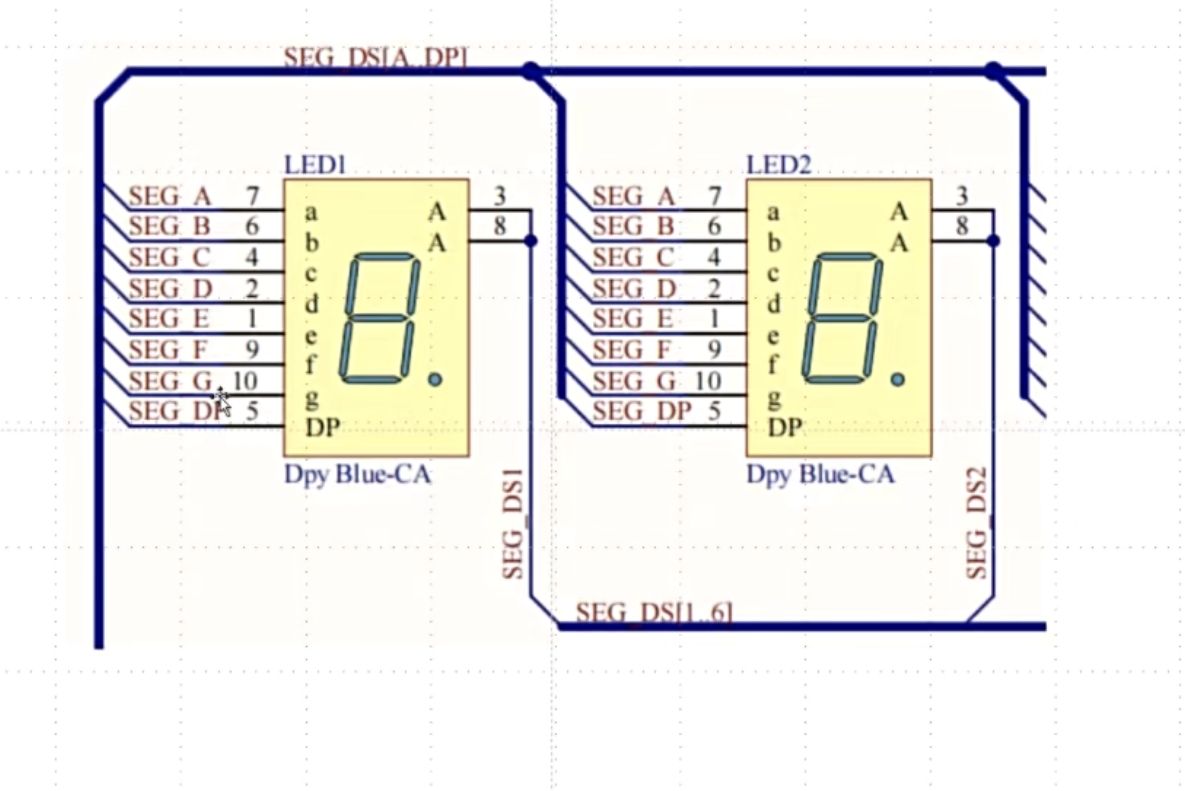 SEG_DS[A..DP]
LED1
SEG_A 7 a A 3
SEG_B 6 b A 8
SEG_C 4 c
SEG_D 2 d
SEG_E 1 e
SEG_F 9 f
SEG_G 10 g
SEG_DP 5 DP
Dpy Blue-CA
SEG_DS1
LED2
SEG_A 7 a A 3
SEG_B 6 b A 8
SEG_C 4 c
SEG_D 2 d
SEG_E 1 e
SEG_F 9 f
SEG_G 10 g
SEG_DP 5 DP
Dpy Blue-CA
SEG_DS2
SEG_DS[1..6]